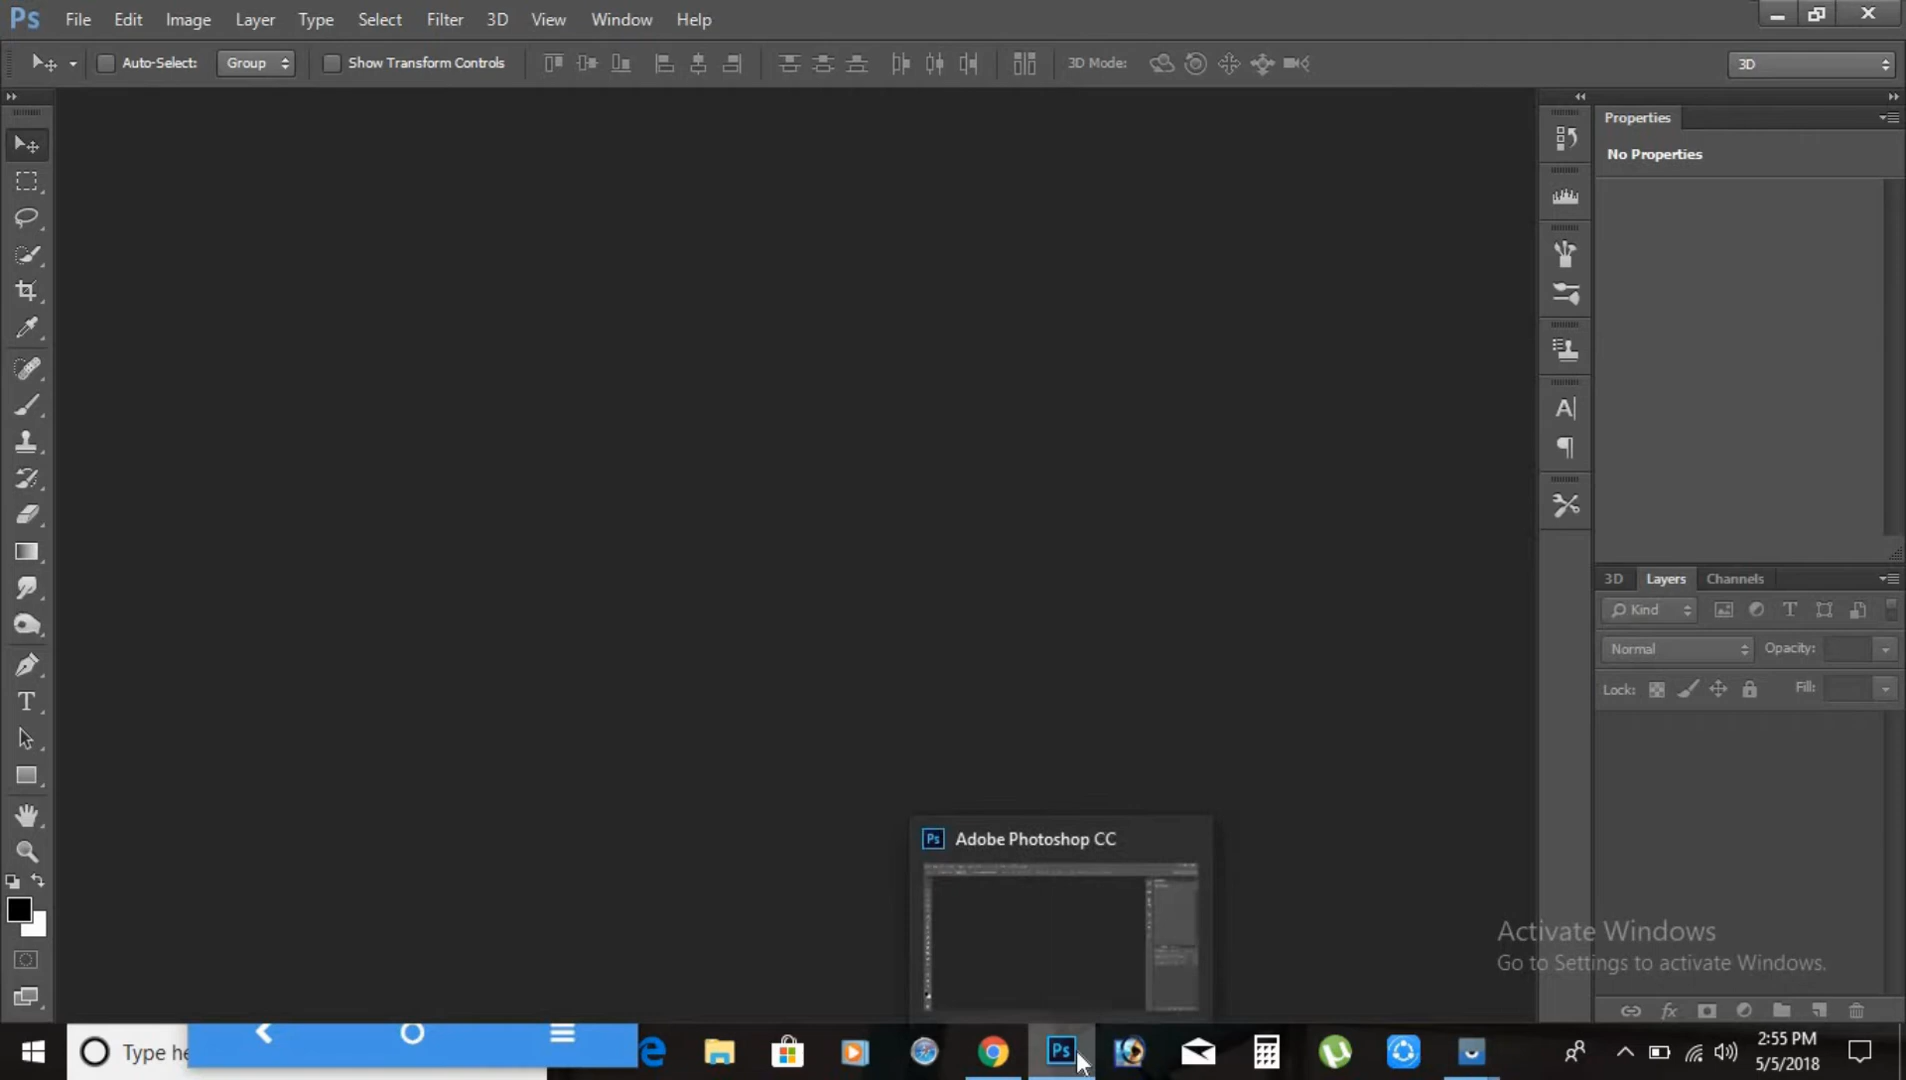 Ps File Edit Image Layer Type Select Filter 3D View Window Help
Auto-Select: Group Show Transform Controls 3D Mode: 3D
Properties
No Properties
3D Layers Channels
Kind
Normal Opacity:
Lock: Fill:
Ps Adobe Photoshop CC
Activate Windows
Go to Settings to activate Windows.
Type he
Ps
2:55 PM
5/5/2018